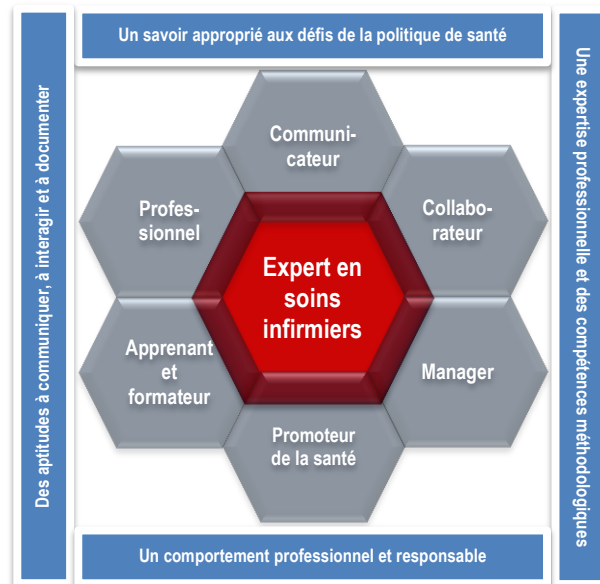 Un savoir approprié aux défis de la politique de santé
Des aptitudes à communiquer, à interagir et à documenter
Une expertise professionnelle et des compétences méthodologiques
Communi-
cateur
Profes-
sionnel
Collabo-
rateur
Expert en
soins
infirmiers
Apprenant
et
formateur
Manager
Promoteur
de la santé
Un comportement professionnel et responsable